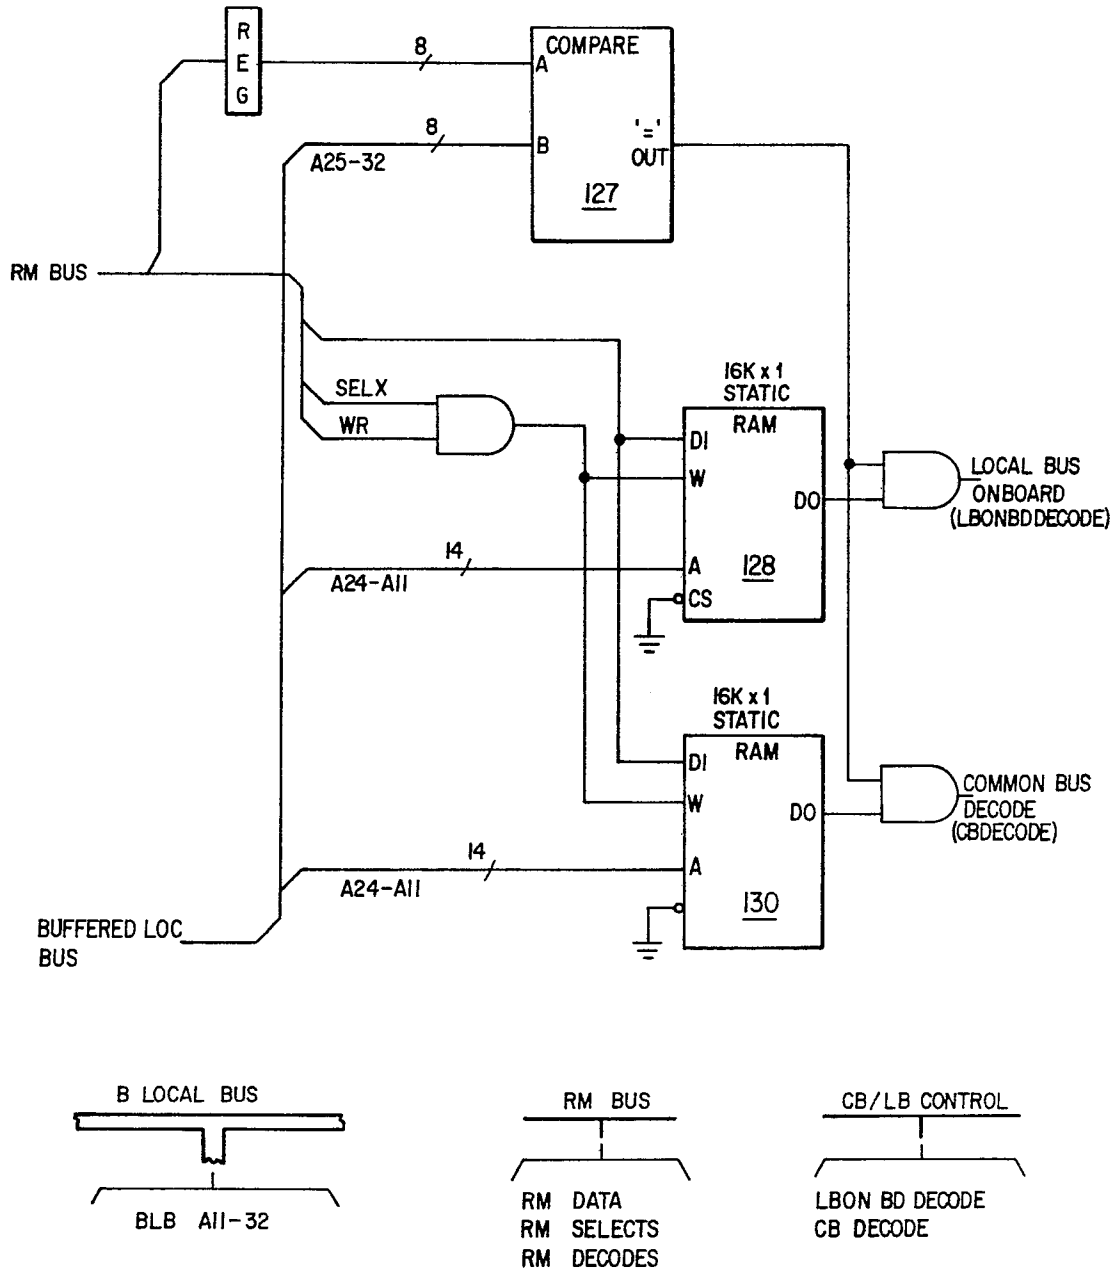 R
E
G
8
COMPARE
A
8
B
'='
OUT
A25-32
127
RM BUS
16K x 1
STATIC
SELX
RAM
WR
DI
W
LOCAL BUS
ONBOARD
(LBONBD DECODE)
DO
14
A
A24-A11
128
CS
16K x 1
STATIC
RAM
DI
W
DO
COMMON BUS
DECODE
(CBDECODE)
14
A
A24-A11
130
BUFFERED LOC
BUS
B LOCAL BUS
BLB A11-32
RM BUS
RM DATA
RM SELECTS
RM DECODES
CB/LB CONTROL
LBON BD DECODE
CB DECODE